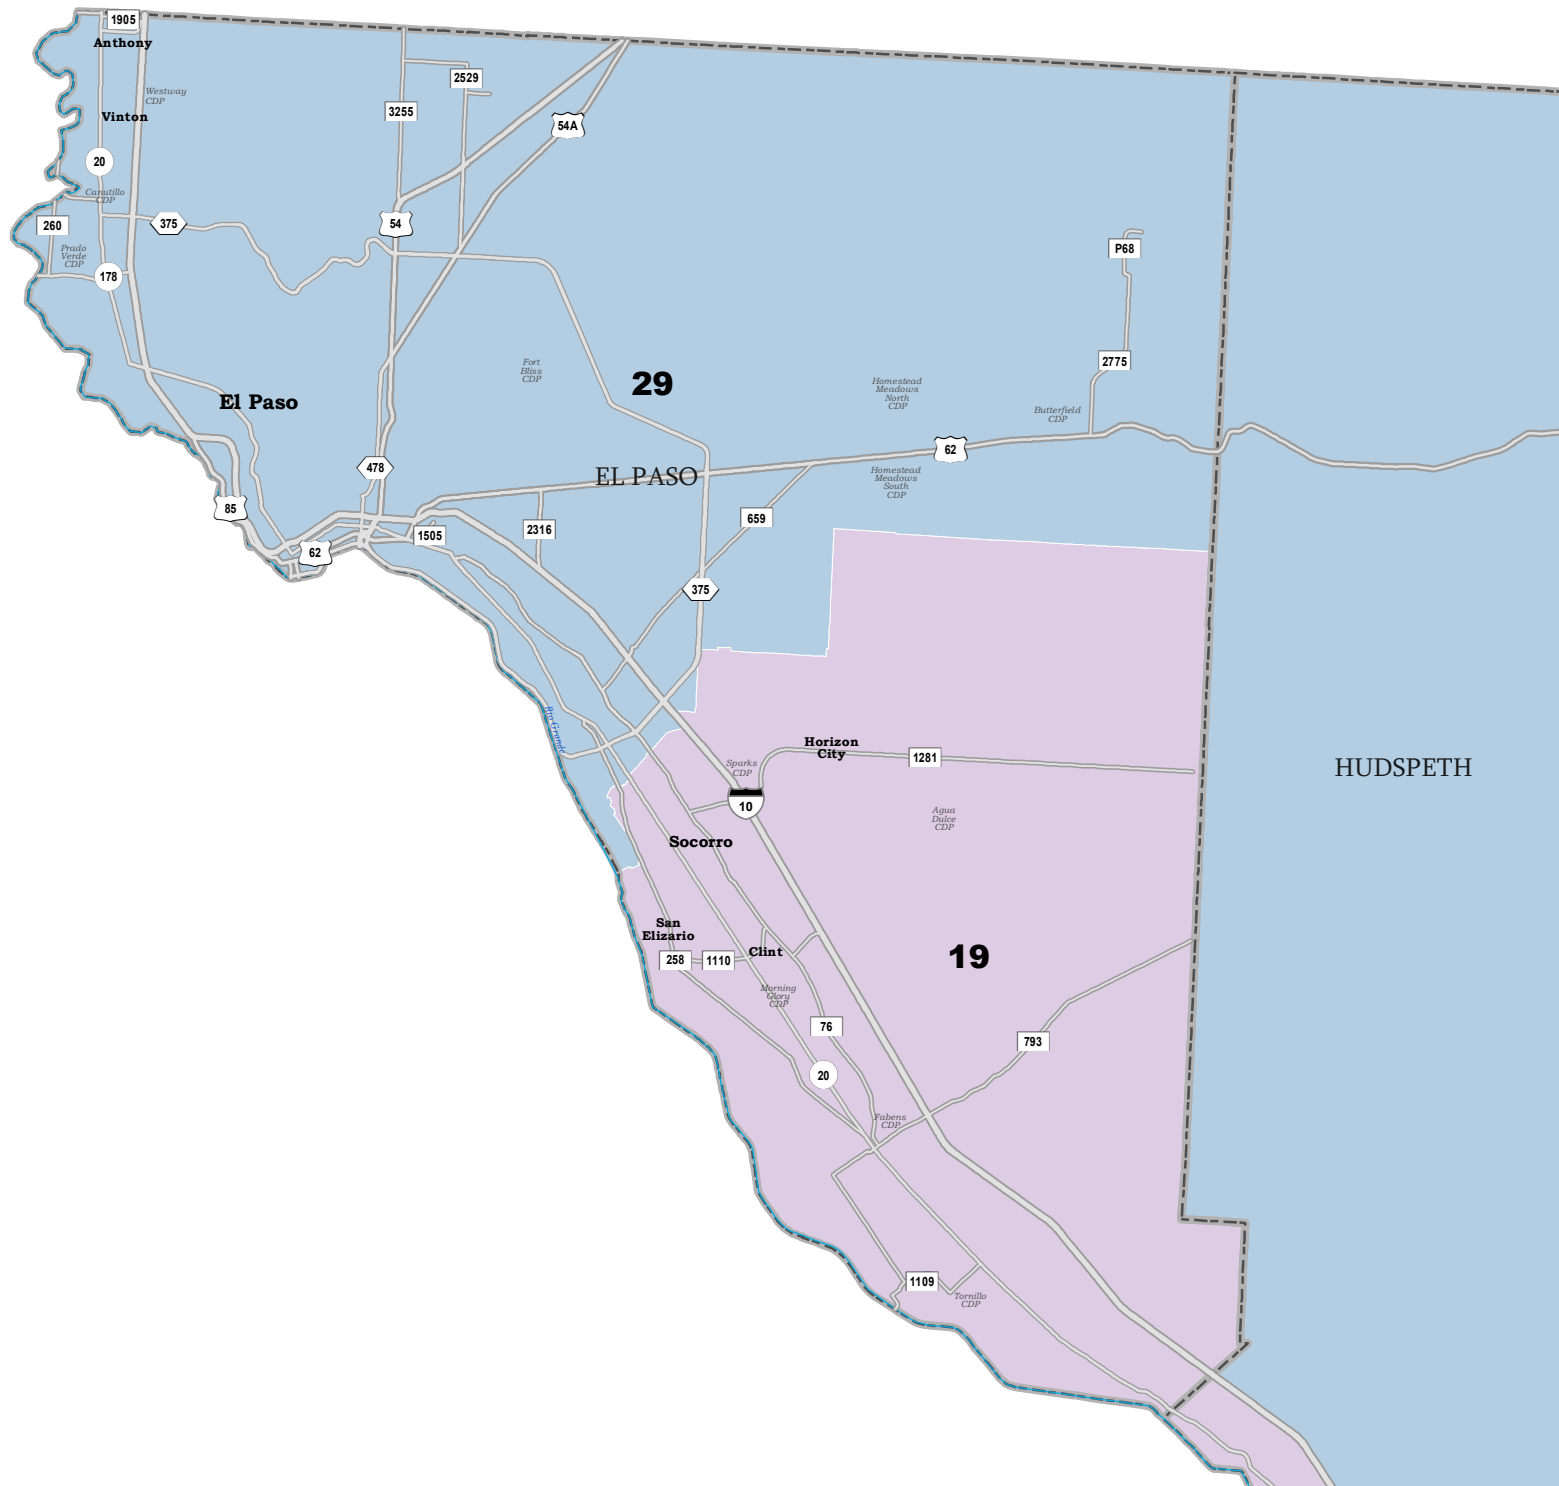 1905
Anthony
2529
Westway
CDP
3255
Vinton
54A
20
Canutillo
CDP
260
375
54
Prado
Verde
CDP
P68
178
Fort
Bliss
CDP
29
2775
Homestead
Meadows
North
CDP
El Paso
Butterfield
CDP
62
478
EL PASO
Homestead
Meadows
South
CDP
85
659
2316
1505
62
375
Rio Grande
Horizon
City
1281
Sparks
CDP
HUDSPETH
10
Agua
Dulce
CDP
Socorro
San
Elizario
Clint
19
258
1110
Morning
Glory
CDP
76
793
20
Fabens
CDP
1109
Tornillo
CDP